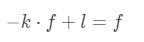 −k · f + l = f